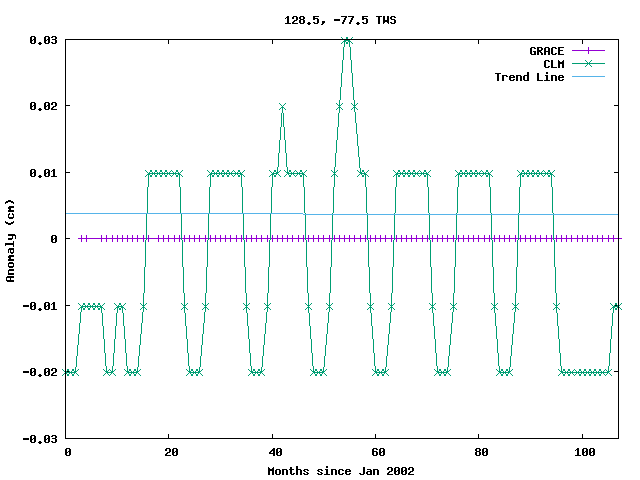 128.5, -77.5 TWS
GRACE
CLM
Trend Line
0.03
0.02
0.01
0
-0.01
-0.02
-0.03
Anomaly (cm)
0 20 40 60 80 100
Months since Jan 2002